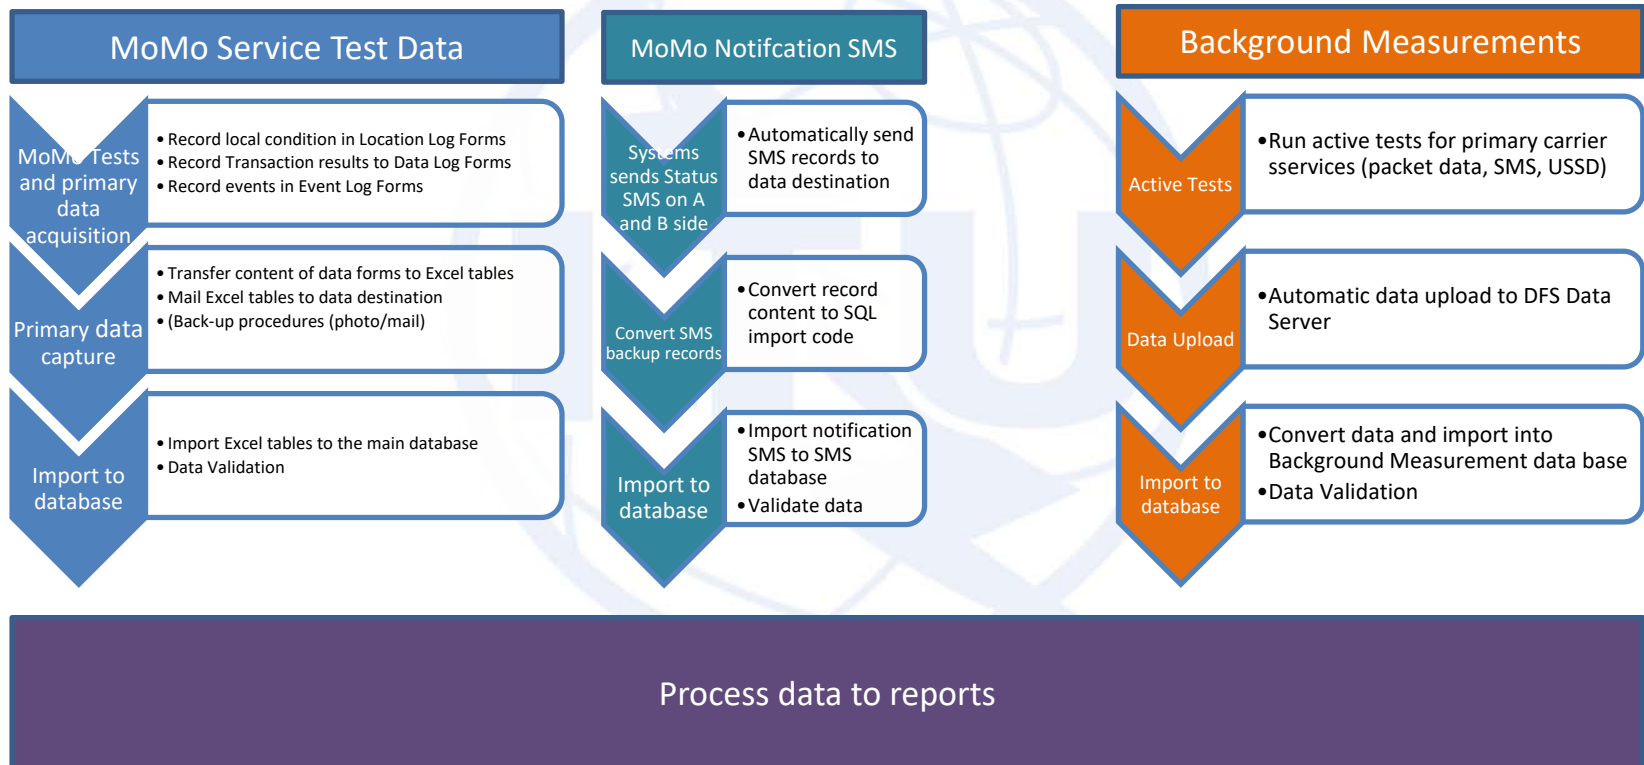 MoMo Service Test Data
MoMo Tests
and primary
data
acquisition
• Record local condition in Location Log Forms
• Record Transaction results to Data Log Forms
• Record events in Event Log Forms
Primary data
capture
• Transfer content of data forms to Excel tables
• Mail Excel tables to data destination
• (Back-up procedures (photo/mail)
Import to
database
• Import Excel tables to the main database
• Data Validation
MoMo Notifcation SMS
Systems
sends Status
SMS on A
and B side
•Automatically send
SMS records to
data destination
Convert SMS
backup records
•Convert record
content to SQL
import code
Import to
database
•Import notification
SMS to SMS
database
•Validate data
Background Measurements
Active Tests
•Run active tests for primary carrier
sservices (packet data, SMS, USSD)
Data Upload
•Automatic data upload to DFS Data
Server
Import to
database
•Convert data and import into
Background Measurement data base
•Data Validation
Process data to reports
ITU